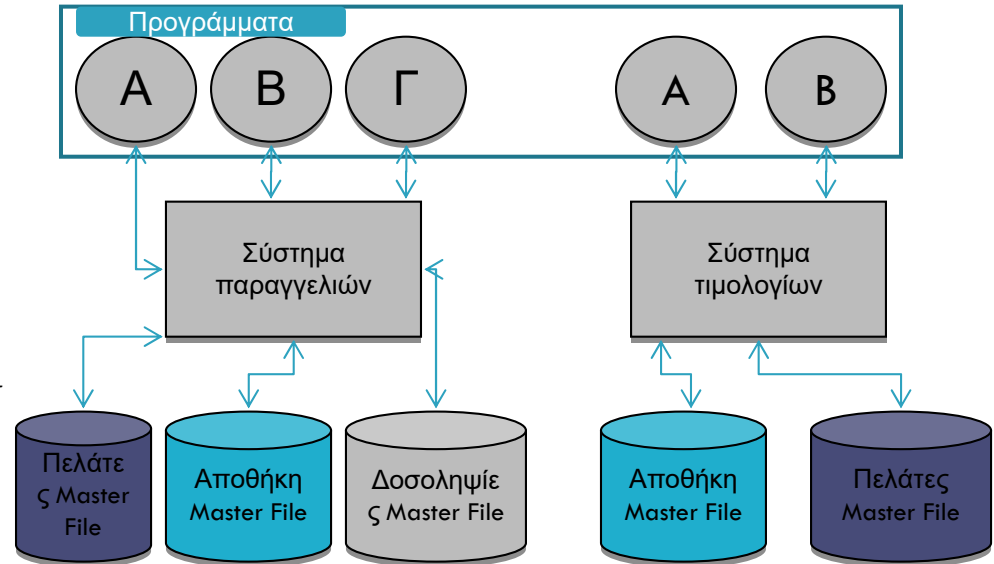 Προγράμματα
Α
Β
Γ
A
B
Σύστημα
παραγγελιών
Σύστημα
τιμολογίων
Πελάτε
ς Master
File
Αποθήκη
Master File
Δοσοληψίε
ς Master File
Αποθήκη
Master File
Πελάτες
Master File